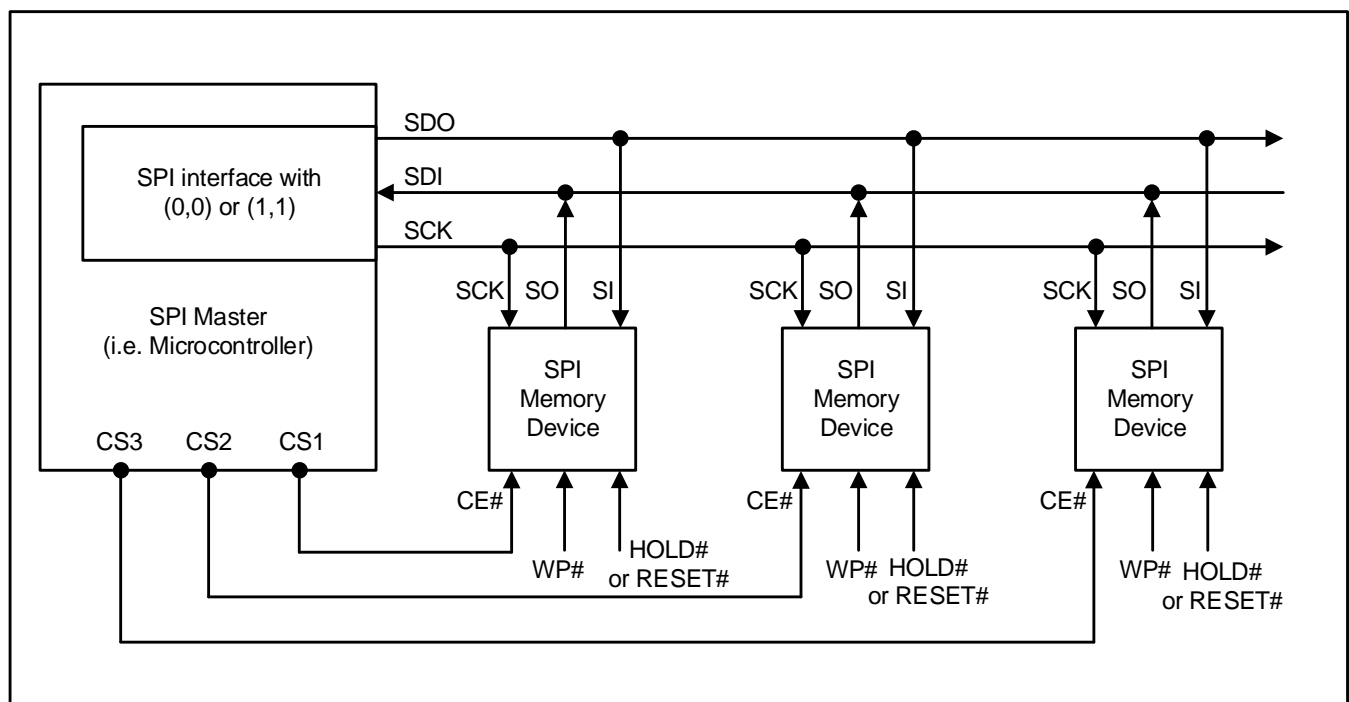 SDO
SPI interface with
(0,0) or (1,1)
SDI
SCK
SCK SO SI
SCK SO SI
SCK SO SI
SPI Master
(i.e. Microcontroller)
SPI
Memory
Device
SPI
Memory
Device
SPI
Memory
Device
CS3 CS2 CS1
CE#
WP#
HOLD#
or RESET#
CE#
WP#
HOLD#
or RESET#
CE#
WP#
HOLD#
or RESET#